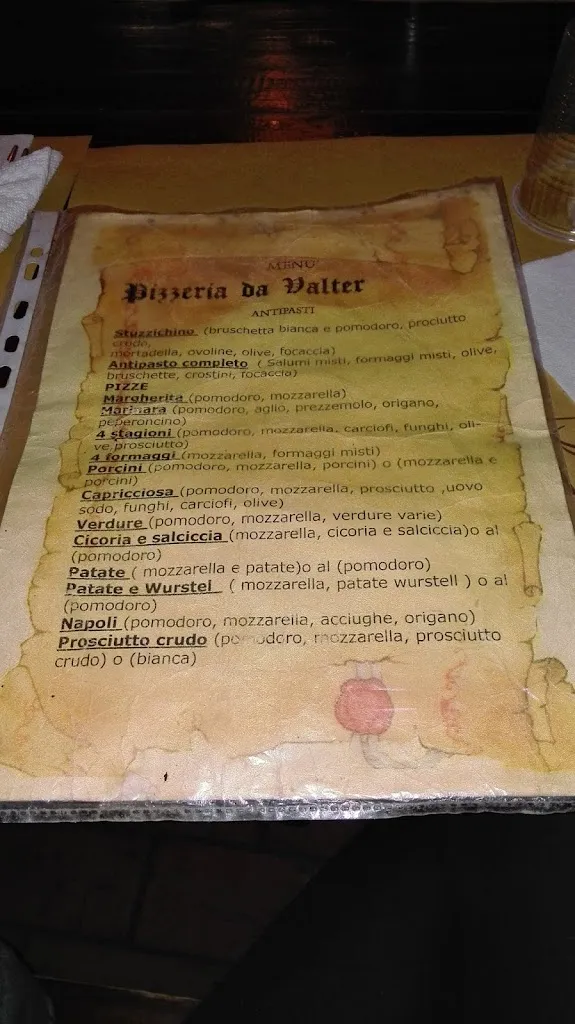 MENU'
Pizzeria da Valter
ANTIPASTI
Stuzzichino (bruschetta bianca e pomodoro, prociutto
crudo,
mortadella, ovoline, olive, focaccia)
Antipasto completo ( Salumi misti, formaggi misti, olive,
bruschette, crostini, focaccia)
PIZZE
Margherita (pomodoro, mozzarella)
Marinara (pomodoro, aglio, prezzemolo, origano,
peperoncino)
4 stagioni (pomodoro, mozzarella, carciofi, funghi, oli-
ve,prosciutto)
4 formaggi (mozzarella, formaggi misti)
Porcini (pomodoro, mozzarella, porcini) o (mozzarella e
porcini)
Capricciosa (pomodoro, mozzarella, prosciutto ,uovo
sodo, funghi, carciofi, olive)
Verdure (pomodoro, mozzarella, verdure varie)
Cicoria e salciccia (mozzarella, cicoria e salciccia)o al
(pomodoro)
Patate ( mozzarella e patate)o al (pomodoro)
Patate e Wurstel ( mozzarella, patate wurstell ) o al
(pomodoro)
Napoli (pomodoro, mozzarella, acciughe, origano)
Prosciutto crudo (pomodoro, mozzarella, prosciutto
crudo) o (bianca)